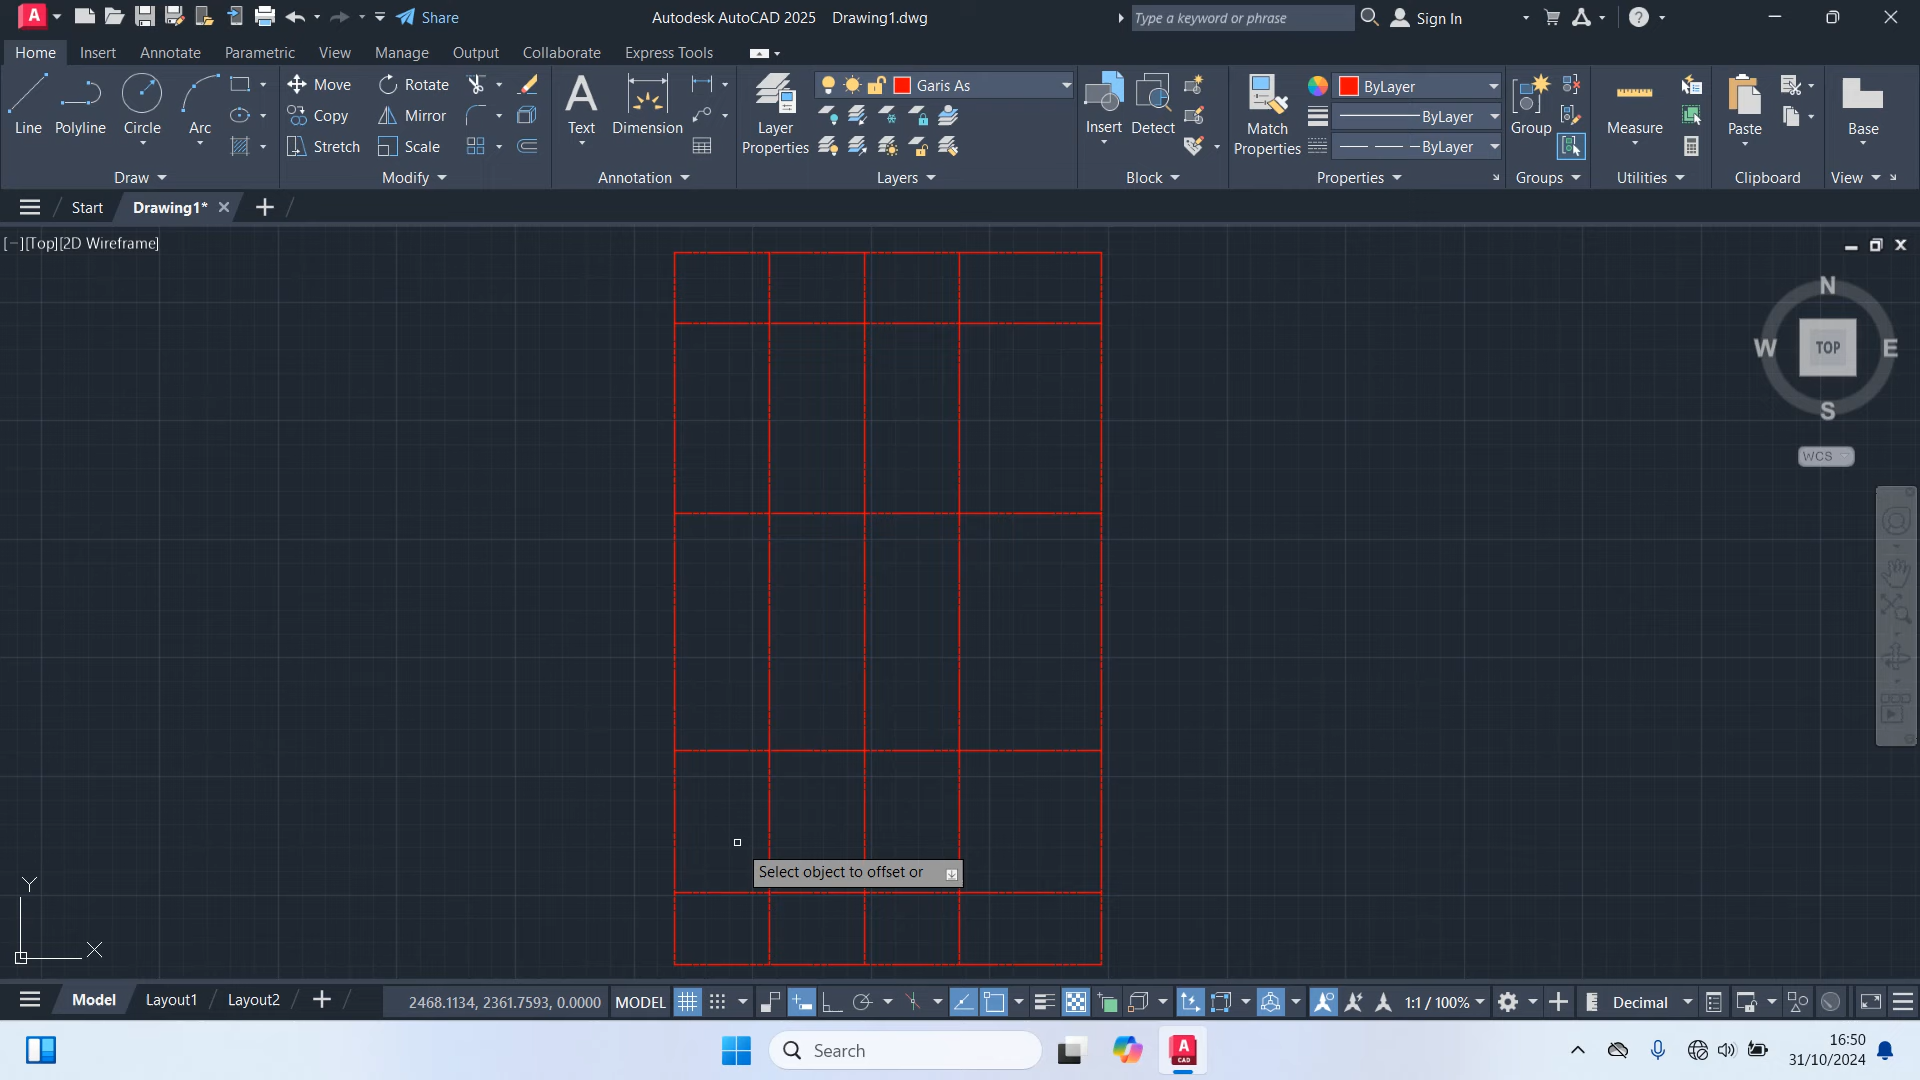 A Share Autodesk AutoCAD 2025 Drawing1.dwg Type a keyword or phrase Sign In ?
Home Insert Annotate Parametric View Manage Output Collaborate Express Tools
Move Rotate Garis As ByLayer
Line Polyline Circle Arc Copy Mirror A Text Dimension Layer Properties Insert Detect Match Properties ByLayer Group Measure Paste Base
Stretch Scale ByLayer
Draw Modify Annotation Layers Block Properties Groups Utilities Clipboard View
Start Drawing1* +
[−][Top][2D Wireframe]
N
W TOP E
S
WCS
Select object to offset or
Y
X
Model Layout1 Layout2 + 2468.1134, 2361.7593, 0.0000 MODEL 1:1 / 100% Decimal
Search A CAD 16:50
31/10/2024